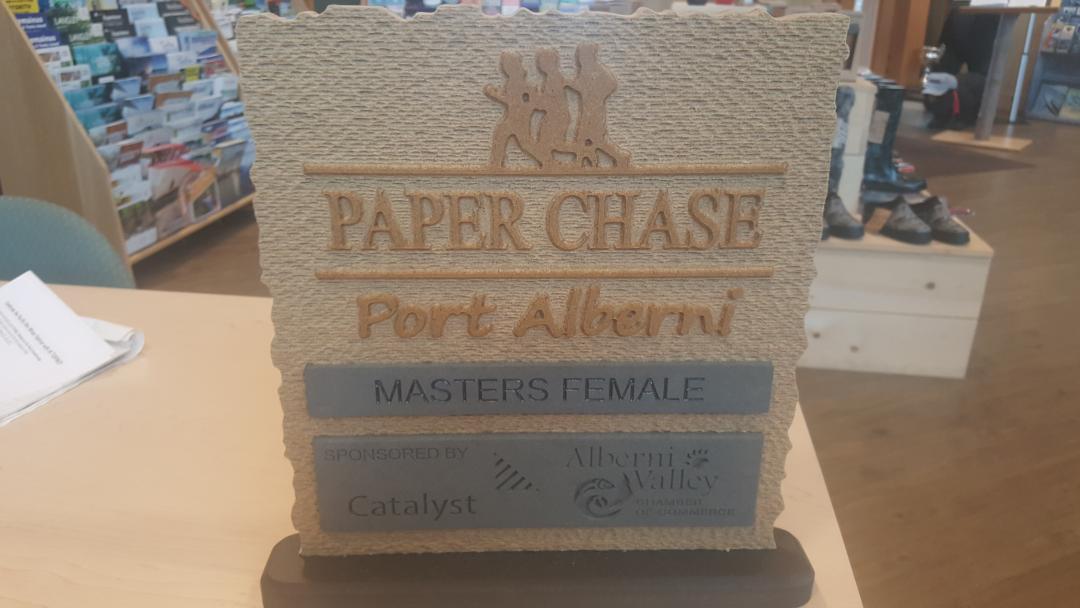 PAPER CHASE
Port Alberni
MASTERS FEMALE
SPONSORED BY
Catalyst
Alberni
Valley
CHAMBER
OF COMMERCE